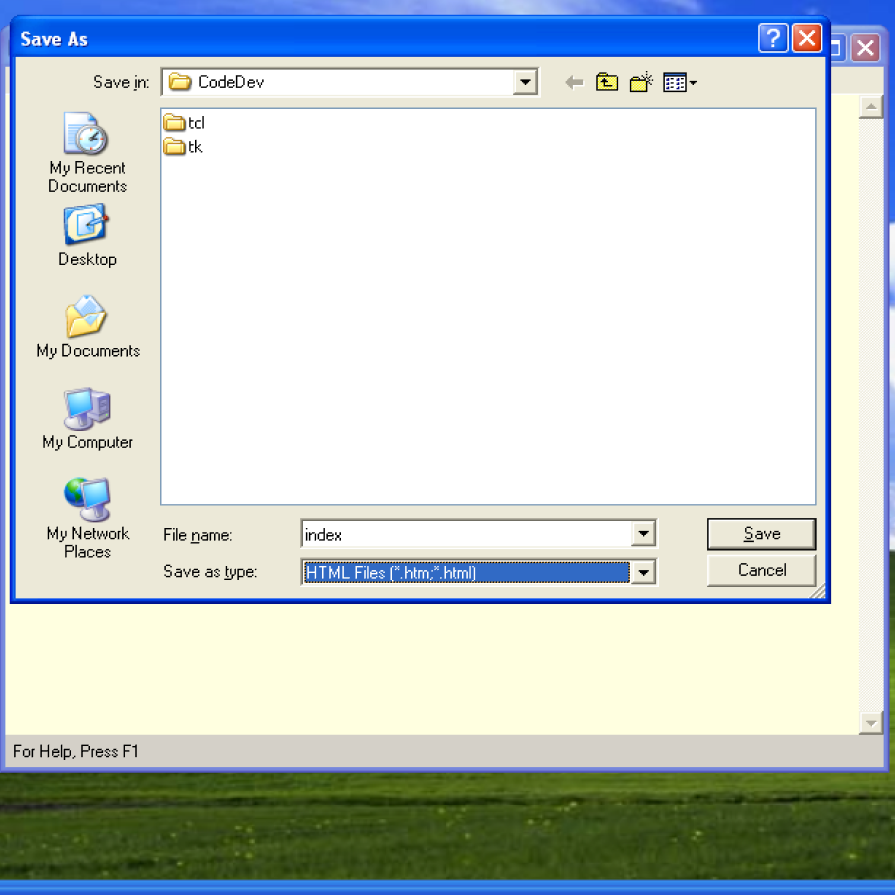 Save As
Save in: CodeDev
tcl
tk
My Recent
Documents
Desktop
My Documents
My Computer
My Network
Places
File name: index
Save
Save as type: HTML Files (*.htm;*.html)
Cancel
For Help, Press F1